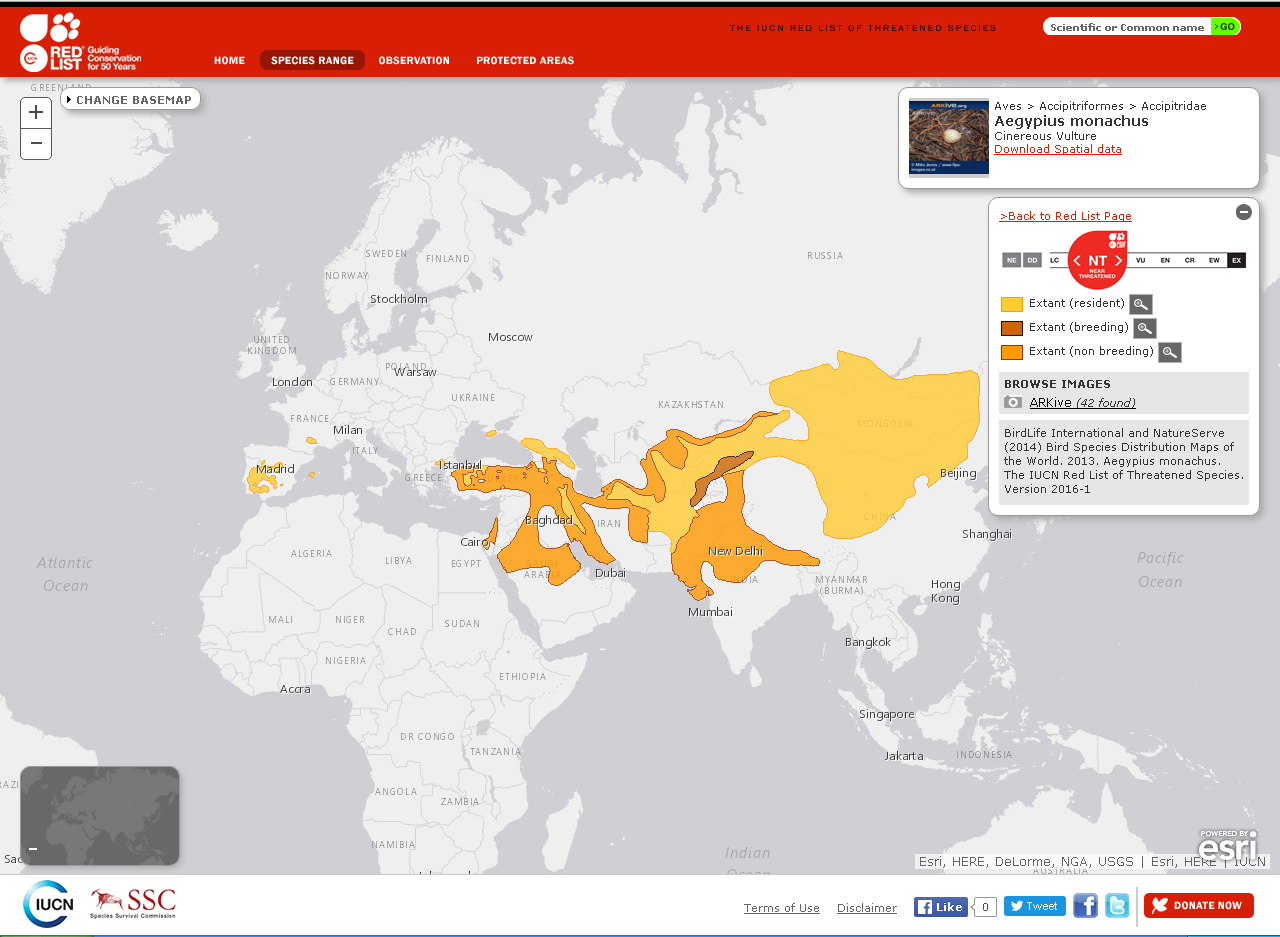 RED LIST
Guiding Conservation for 50 Years
IUCN
THE IUCN RED LIST OF THREATENED SPECIES
Scientific or Common name
›GO
HOME
SPECIES RANGE
OBSERVATION
PROTECTED AREAS
GREENLAND
+
−
CHANGE BASEMAP
ARKive.org
Aves > Accipitriformes > Accipitridae
Aegypius monachus
Cinereous Vulture
Download Spatial data
>Back to Red List Page
NE
DD
LC
< NT >
NEAR THREATENED
VU
EN
CR
EW
EX
Extant (resident)
Extant (breeding)
Extant (non breeding)
BROWSE IMAGES
ARKive (42 found)
BirdLife International and NatureServe
(2014) Bird Species Distribution Maps of
the World. 2013. Aegypius monachus.
The IUCN Red List of Threatened Species.
Version 2016-1
SWEDEN
FINLAND
NORWAY
RUSSIA
Stockholm
Moscow
UNITED
KINGDOM
POLAND
Warsaw
London
GERMANY
UKRAINE
KAZAKHSTAN
FRANCE
Milan
MONGOLIA
ITALY
Madrid
Istanbul
GREECE
Beijing
CHINA
Baghdad
IRAN
Shanghai
Cairo
ALGERIA
LIBYA
EGYPT
SAUDI
ARABIA
Dubai
New Delhi
MYANMAR
(BURMA)
Hong
Kong
Mumbai
Atlantic
Ocean
Pacific
Ocean
MALI
NIGER
CHAD
SUDAN
Bangkok
NIGERIA
ETHIOPIA
Accra
Singapore
DR CONGO
TANZANIA
Jakarta
INDONESIA
ANGOLA
ZAMBIA
NAMIBIA
Indian
Ocean
AUSTRALIA
POWERED BY
esri
Esri, HERE, DeLorme, NGA, USGS | Esri, HERE | IUCN
IUCN
SSC
Species Survival Commission
Terms of Use
Disclaimer
Like
0
Tweet
DONATE NOW